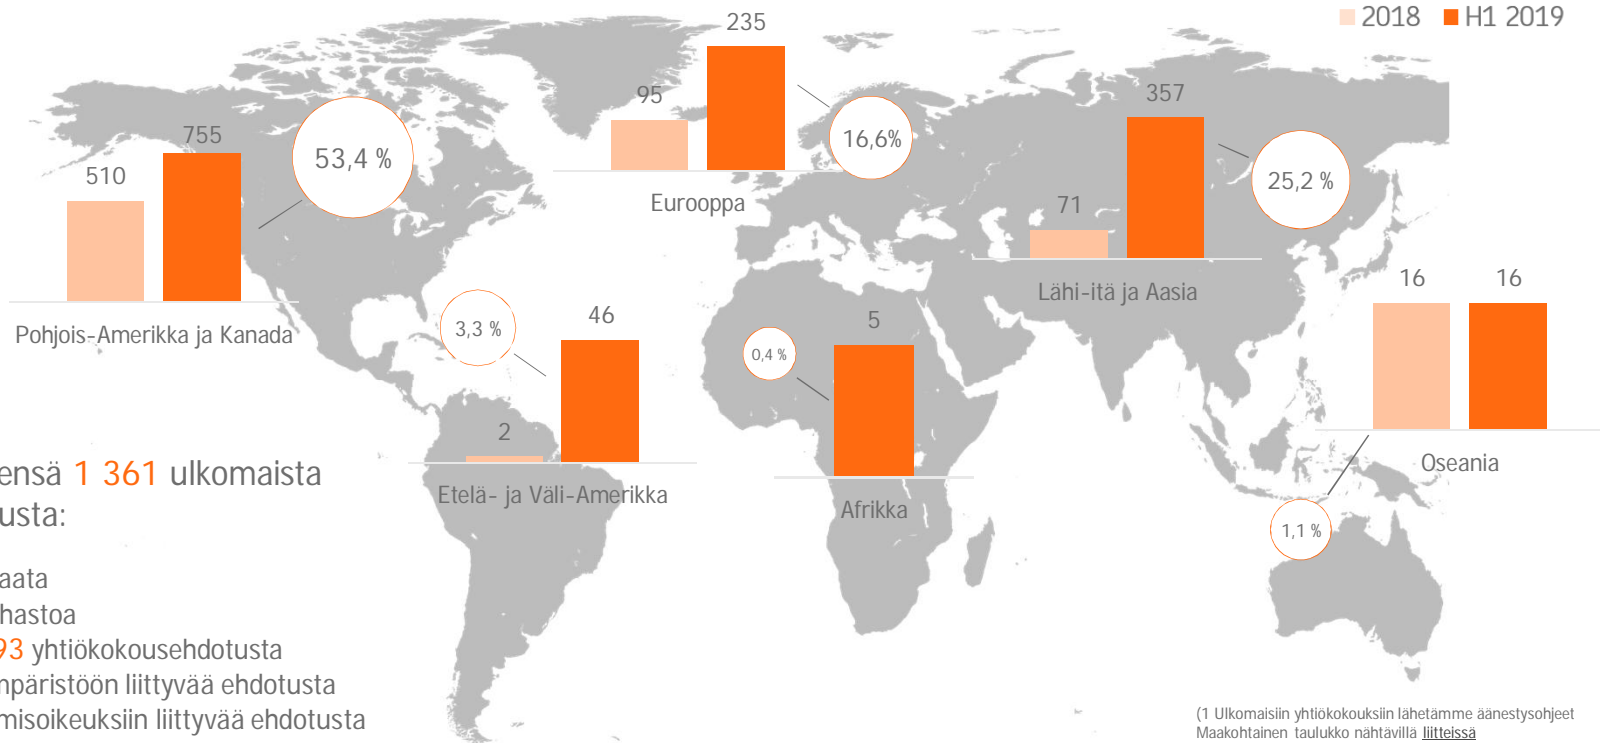 2018 H1 2019
235
95
357
755
53,4 %
16,6%
510
25,2 %
Eurooppa
71
Lähi-itä ja Aasia
16 16
Pohjois-Amerikka ja Kanada
3,3 %
46
5
0,4 %
2
Etelä- ja Väli-Amerikka
Afrikka
Oseania
1,1 %
ensä 1 361 ulkomaista
usta:
aata
hastoa
93 yhtiökokousehdotusta
mpäristöön liittyvää ehdotusta
misoikeuksiin liittyvää ehdotusta
(1 Ulkomaisiin yhtiökokouksiin lähetämme äänestysohjeet
Maakohtainen taulukko nähtävillä liitteissä